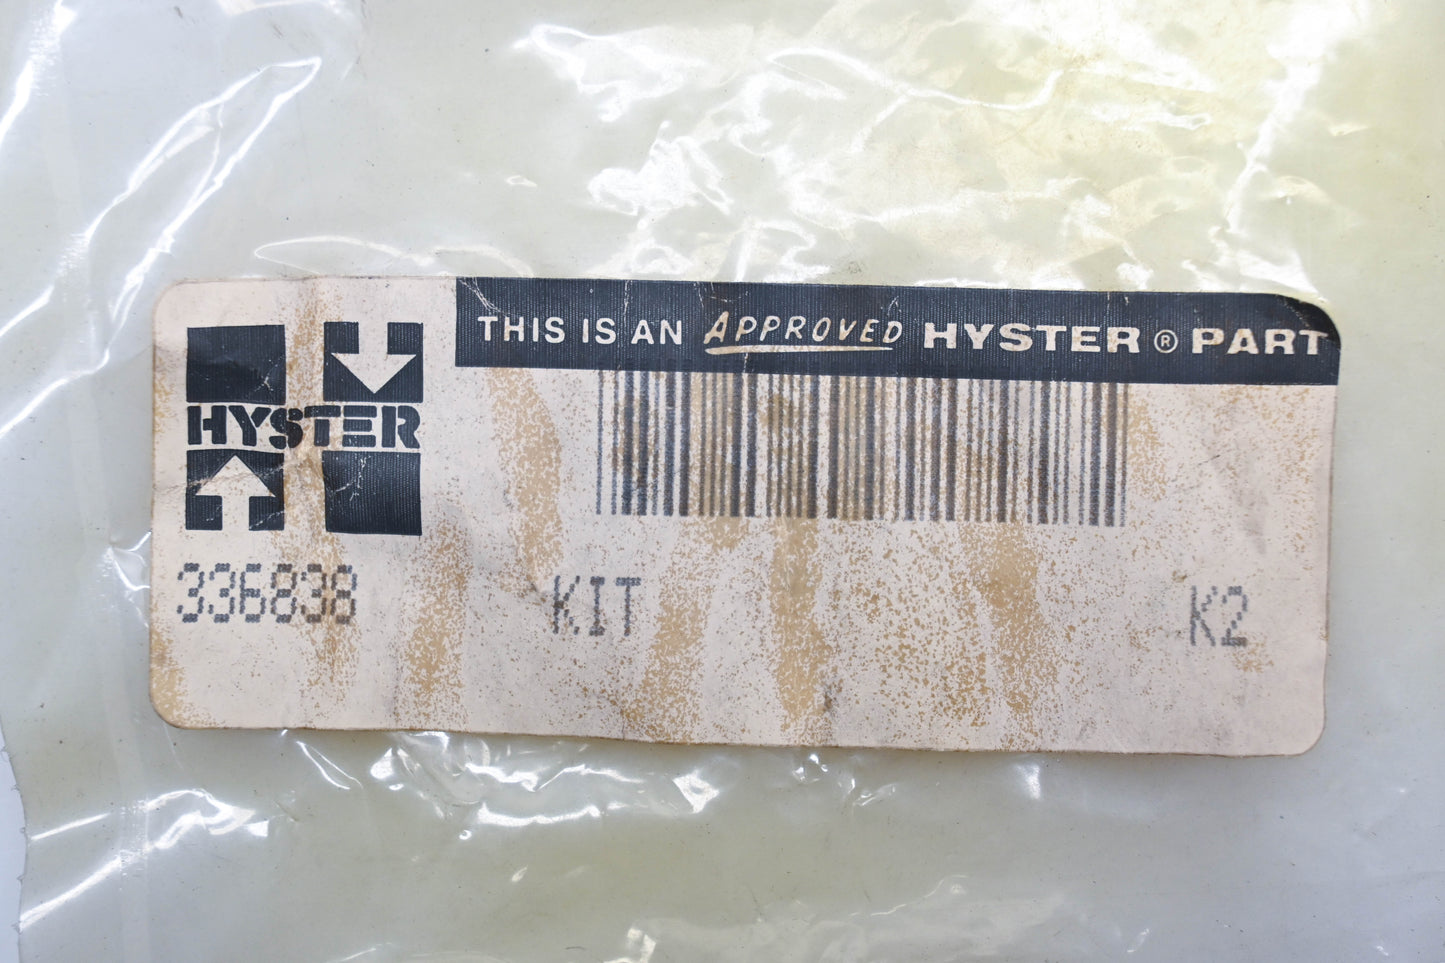 THIS IS AN APPROVED HYSTER® PART
HYSTER
336838 KIT K2